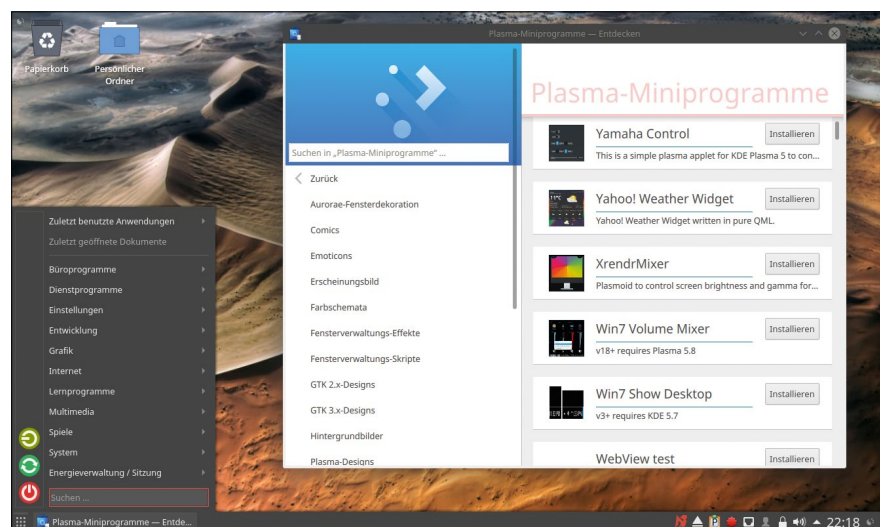 Papierkorb
Persönlicher
Ordner
Plasma-Miniprogramme — Entdecken
Plasma-Miniprogramme
Suchen in „Plasma-Miniprogramme“ ...
Zurück
Aurorae-Fensterdekoration
Comics
Emoticons
Erscheinungsbild
Farbschemata
Fensterverwaltungs-Effekte
Fensterverwaltungs-Skripte
GTK 2.x-Designs
GTK 3.x-Designs
Hintergrundbilder
Plasma-Designs
Yamaha Control
Installieren
This is a simple plasma applet for KDE Plasma 5 to con...
Yahoo! Weather Widget
Installieren
Yahoo! Weather Widget written in pure QML.
XrendrMixer
Installieren
Plasmoid to control screen brightness and gamma for...
Win7 Volume Mixer
Installieren
v18+ requires Plasma 5.8
Win7 Show Desktop
Installieren
v3+ requires KDE 5.7
WebView test
Installieren
Zuletzt benutzte Anwendungen
Zuletzt geöffnete Dokumente
Büroprogramme
Dienstprogramme
Einstellungen
Entwicklung
Grafik
Internet
Lernprogramme
Multimedia
Spiele
System
Energieverwaltung / Sitzung
Suchen ...
Plasma-Miniprogramme — Entde...
22:18